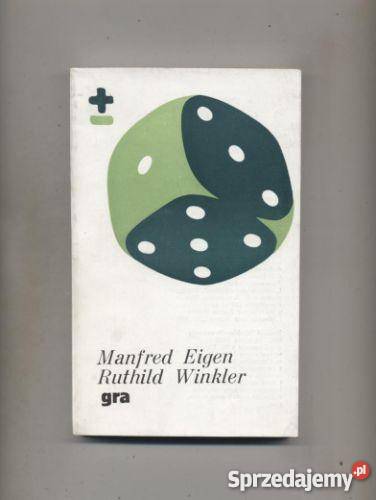 ±
Manfred Eigen
Ruthild Winkler
gra
Sprzedajemy.pl